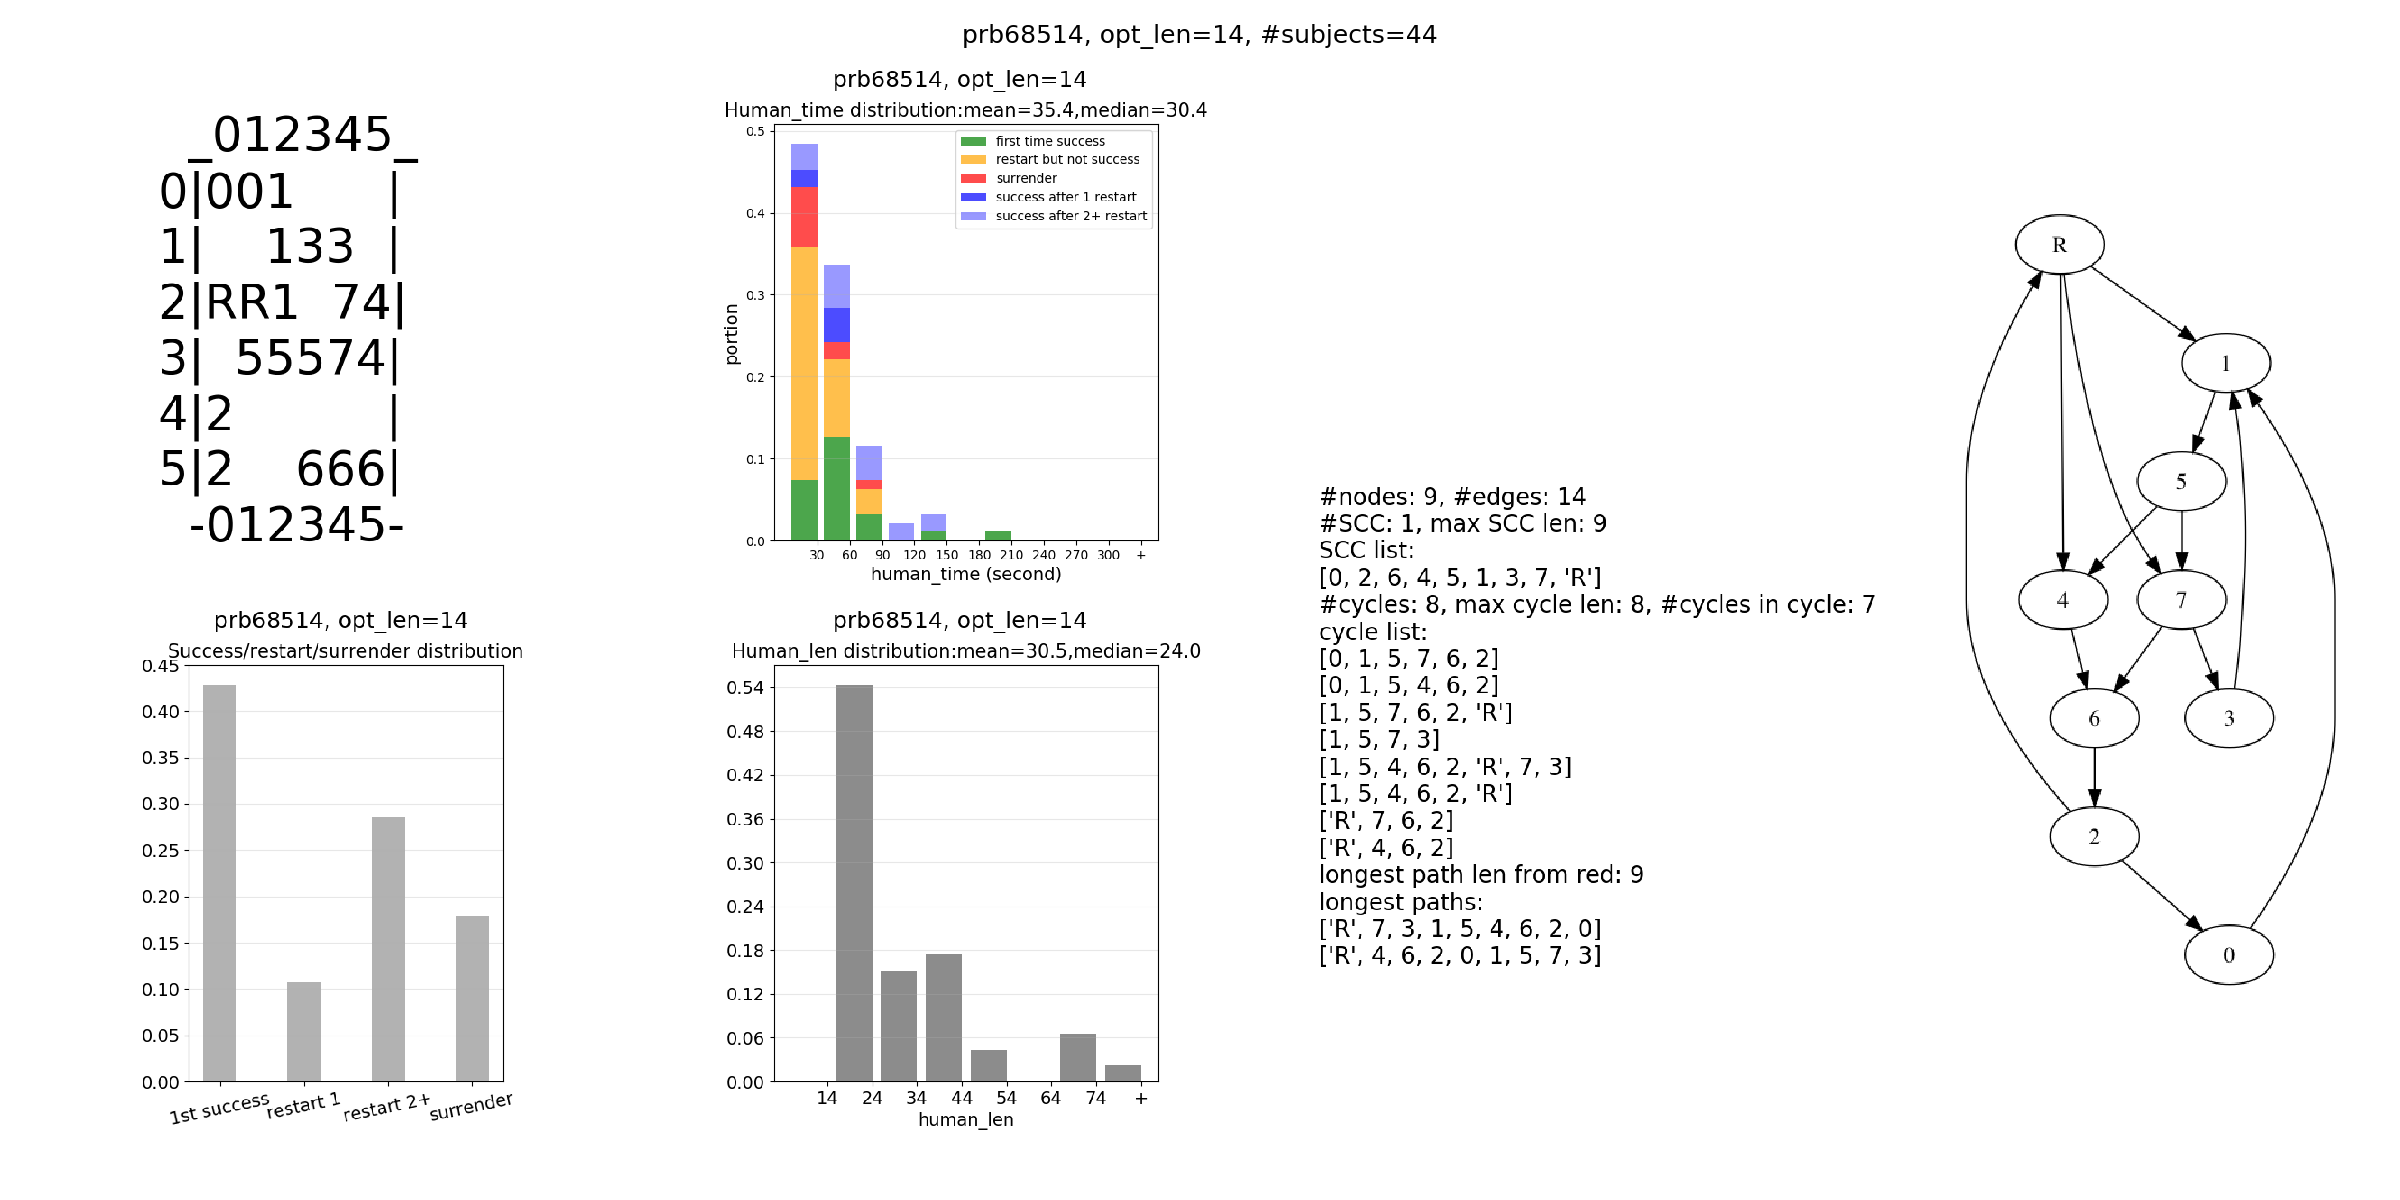 prb68514, opt_len=14, #subjects=44
_012345_
0|001   |
1|  133 |
2|RR1 74|
3| 55574|
4|2     |
5|2  666|
-012345-
prb68514, opt_len=14
Human_time distribution:mean=35.4,median=30.4
0.5
0.4
0.3
0.2
0.1
0.0
portion
first time success
restart but not success
surrender
success after 1 restart
success after 2+ restart
30 60 90 120 150 180 210 240 270 300 +
human_time (second)
prb68514, opt_len=14
Success/restart/surrender distribution
0.45
0.40
0.35
0.30
0.25
0.20
0.15
0.10
0.05
0.00
1st success restart 1 restart 2+ surrender
prb68514, opt_len=14
Human_len distribution:mean=30.5,median=24.0
0.54
0.48
0.42
0.36
0.30
0.24
0.18
0.12
0.06
0.00
14 24 34 44 54 64 74 +
human_len
#nodes: 9, #edges: 14
#SCC: 1, max SCC len: 9
SCC list:
[0, 2, 6, 4, 5, 1, 3, 7, 'R']
#cycles: 8, max cycle len: 8, #cycles in cycle: 7
cycle list:
[0, 1, 5, 7, 6, 2]
[0, 1, 5, 4, 6, 2]
[1, 5, 7, 6, 2, 'R']
[1, 5, 7, 3]
[1, 5, 4, 6, 2, 'R', 7, 3]
[1, 5, 4, 6, 2, 'R']
['R', 7, 6, 2]
['R', 4, 6, 2]
longest path len from red: 9
longest paths:
['R', 7, 3, 1, 5, 4, 6, 2, 0]
['R', 4, 6, 2, 0, 1, 5, 7, 3]
R
1
5
4 7
6 3
2
0